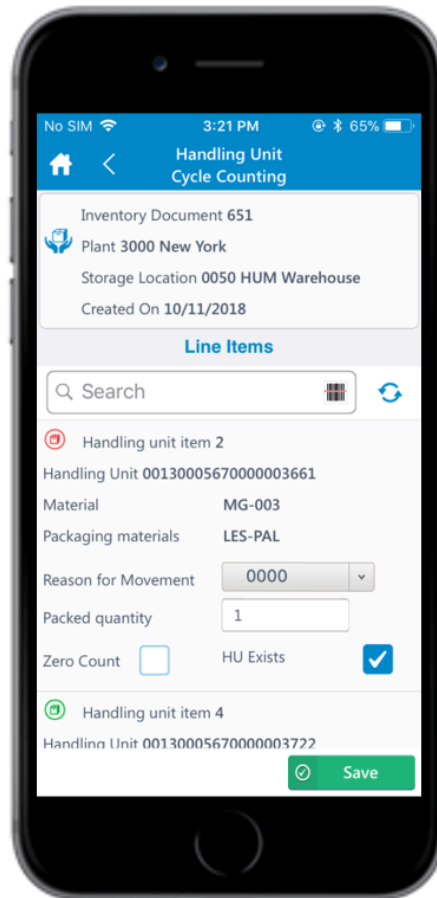 No SIM 3:21 PM 65%
Handling Unit
Cycle Counting
Inventory Document 651
Plant 3000 New York
Storage Location 0050 HUM Warehouse
Created On 10/11/2018
Line Items
Search
Handling unit item 2
Handling Unit 00130005670000003661
Material MG-003
Packaging materials LES-PAL
Reason for Movement 0000
Packed quantity 1
Zero Count HU Exists
Handling unit item 4
Handling Unit 00130005670000003722
Save